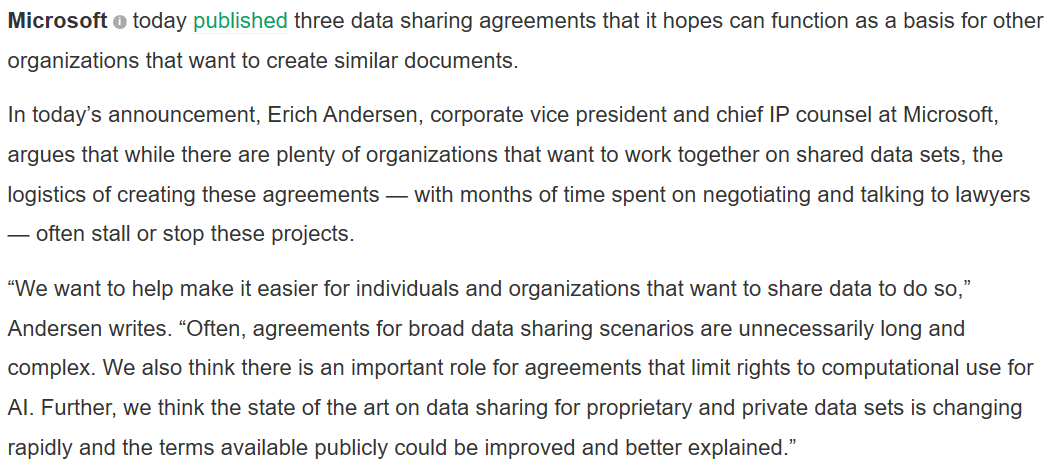 Microsoft today published three data sharing agreements that it hopes can function as a basis for other
organizations that want to create similar documents.
In today’s announcement, Erich Andersen, corporate vice president and chief IP counsel at Microsoft,
argues that while there are plenty of organizations that want to work together on shared data sets, the
logistics of creating these agreements — with months of time spent on negotiating and talking to lawyers
— often stall or stop these projects.
“We want to help make it easier for individuals and organizations that want to share data to do so,”
Andersen writes. “Often, agreements for broad data sharing scenarios are unnecessarily long and
complex. We also think there is an important role for agreements that limit rights to computational use for
AI. Further, we think the state of the art on data sharing for proprietary and private data sets is changing
rapidly and the terms available publicly could be improved and better explained.”